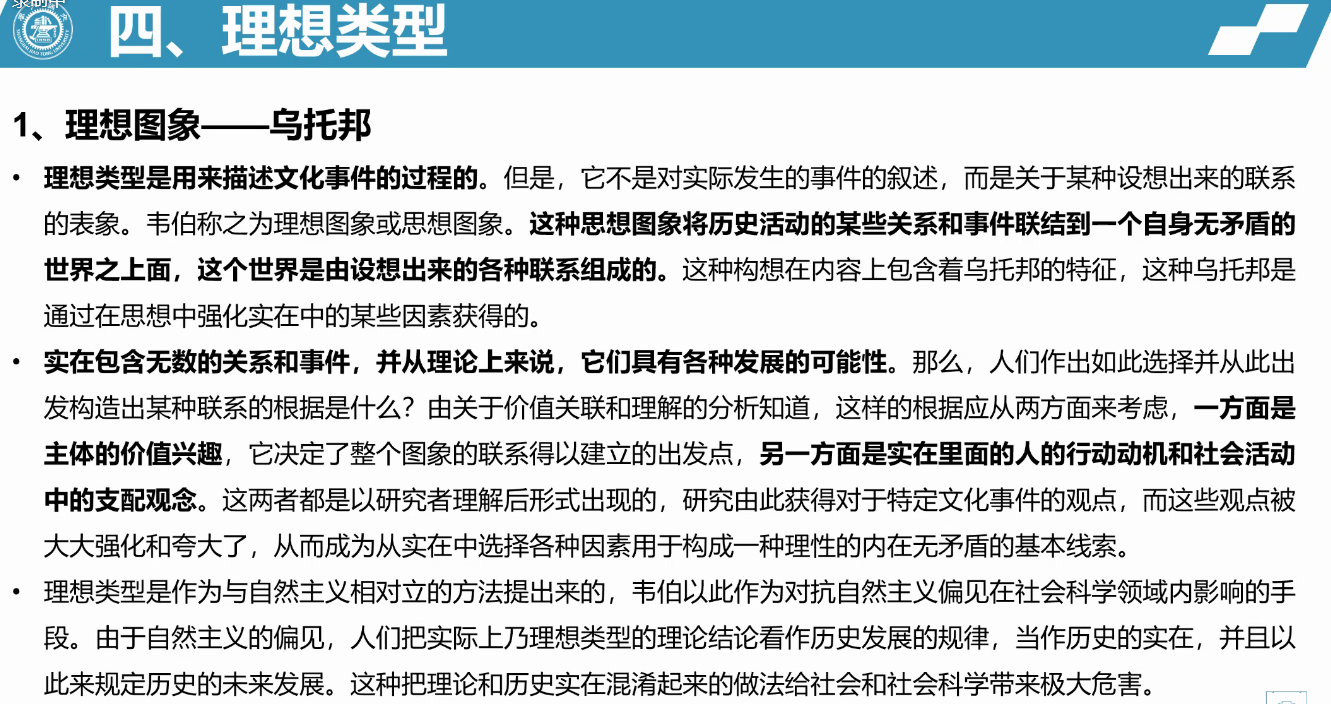 录制中
四、理想类型
1、理想图象——乌托邦
• 理想类型是用来描述文化事件的过程的。但是，它不是对实际发生的事件的叙述，而是关于某种设想出来的联系
的表象。韦伯称之为理想图象或思想图象。这种思想图象将历史活动的某些关系和事件联结到一个自身无矛盾的
世界之上面，这个世界是由设想出来的各种联系组成的。这种构想在内容上包含着乌托邦的特征，这种乌托邦是
通过在思想中强化实在中的某些因素获得的。
• 实在包含无数的关系和事件，并从理论上来说，它们具有各种发展的可能性。那么，人们作出如此选择并从此出
发构造出某种联系的根据是什么？由关于价值关联和理解的分析知道，这样的根据应从两方面来考虑，一方面是
主体的价值兴趣，它决定了整个图象的联系得以建立的出发点，另一方面是实在里面的人的行动动机和社会活动
中的支配观念。这两者都是以研究者理解后形式出现的，研究由此获得对于特定文化事件的观点，而这些观点被
大大强化和夸大了，从而成为从实在中选择各种因素用于构成一种理性的内在无矛盾的基本线索。
• 理想类型是作为与自然主义相对立的方法提出来的，韦伯以此作为对抗自然主义偏见在社会科学领域内影响的手
段。由于自然主义的偏见，人们把实际上乃理想类型的理论结论看作历史发展的规律，当作历史的实在，并且以
此来规定历史的未来发展。这种把理论和历史实在混淆起来的做法给社会和社会科学带来极大危害。